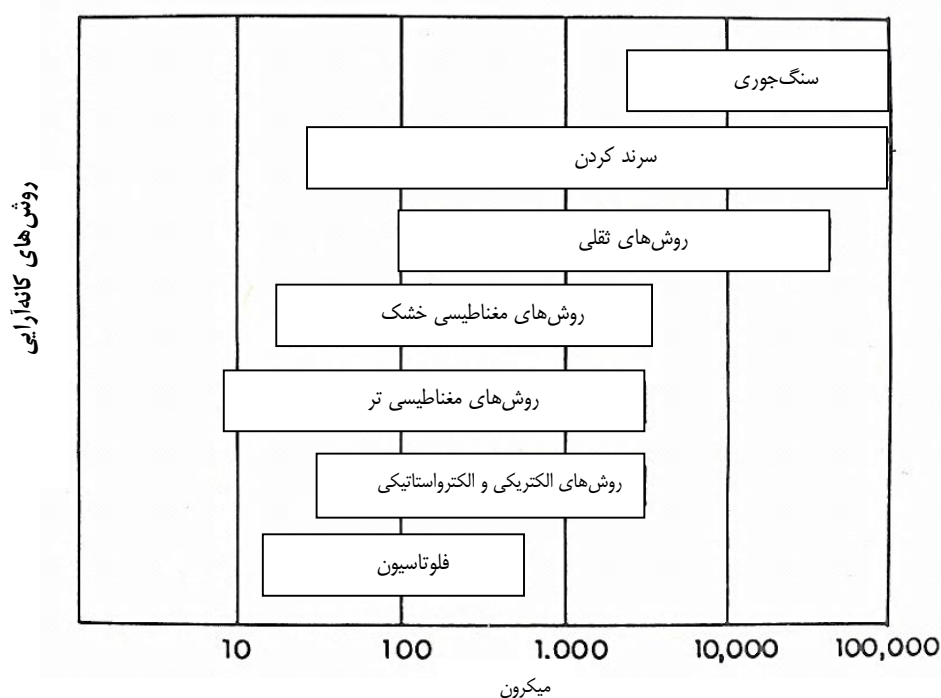 سنگ‌جوری
سرند کردن
روش‌های ثقلی
روش‌های مغناطیسی خشک
روش‌های مغناطیسی تر
روش‌های الکتریکی و الکترواستاتیکی
فلوتاسیون
روش‌های کانه‌آرایی
10 100 1.000 10,000 100,000
میکرون